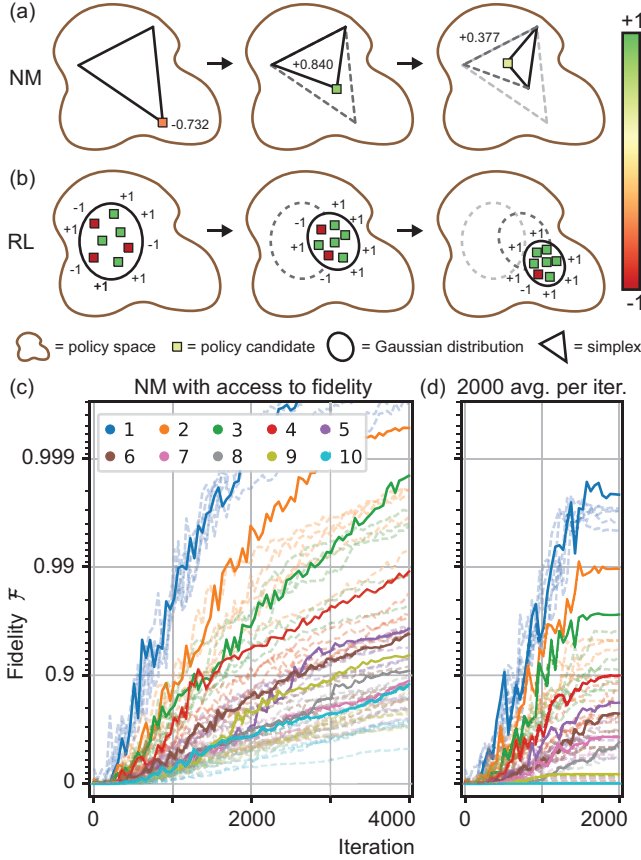 (a)
+1
NM
-0.732
+0.840
+0.377
(b)
RL
-1
+1
+1
+1
-1
-1
+1
+1
-1
+1
+1
+1
+1
-1
+1
+1
+1
+1
+1
-1
+1
+1
-1
= policy space
= policy candidate
= Gaussian distribution
= simplex
(c) NM with access to fidelity
(d) 2000 avg. per iter.
1 2 3 4 5
6 7 8 9 10
0.999
0.99
0.9
0
Fidelity ℱ
0 2000 4000
0 2000
Iteration